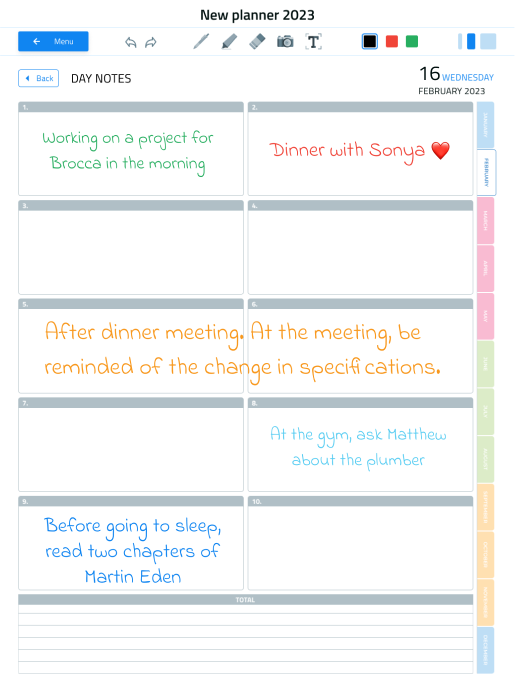 New planner 2023
Menu
T
Back
DAY NOTES
16 WEDNESDAY
FEBRUARY 2023
1.
Working on a project for
Brocca in the morning
2.
Dinner with Sonya ❤️
3.
4.
5.
6.
After dinner meeting. At the meeting, be
reminded of the change in specifi cations.
7.
8.
At the gym, ask Matthew
about the plumber
9.
Before going to sleep,
read two chapters of
Martin Eden
10.
TOTAL
JANUARY
FEBRUARY
MARCH
APRIL
MAY
JUNE
JULY
AUGUST
SEPTEMBER
OCTOBER
NOVEMBER
DECEMBER